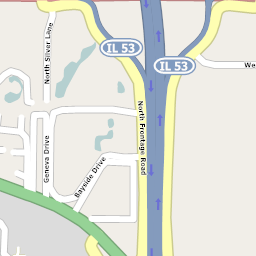 North Silver Lane
IL 53
IL 53
We
North Frontage Road
Geneva Drive
Bayside Drive